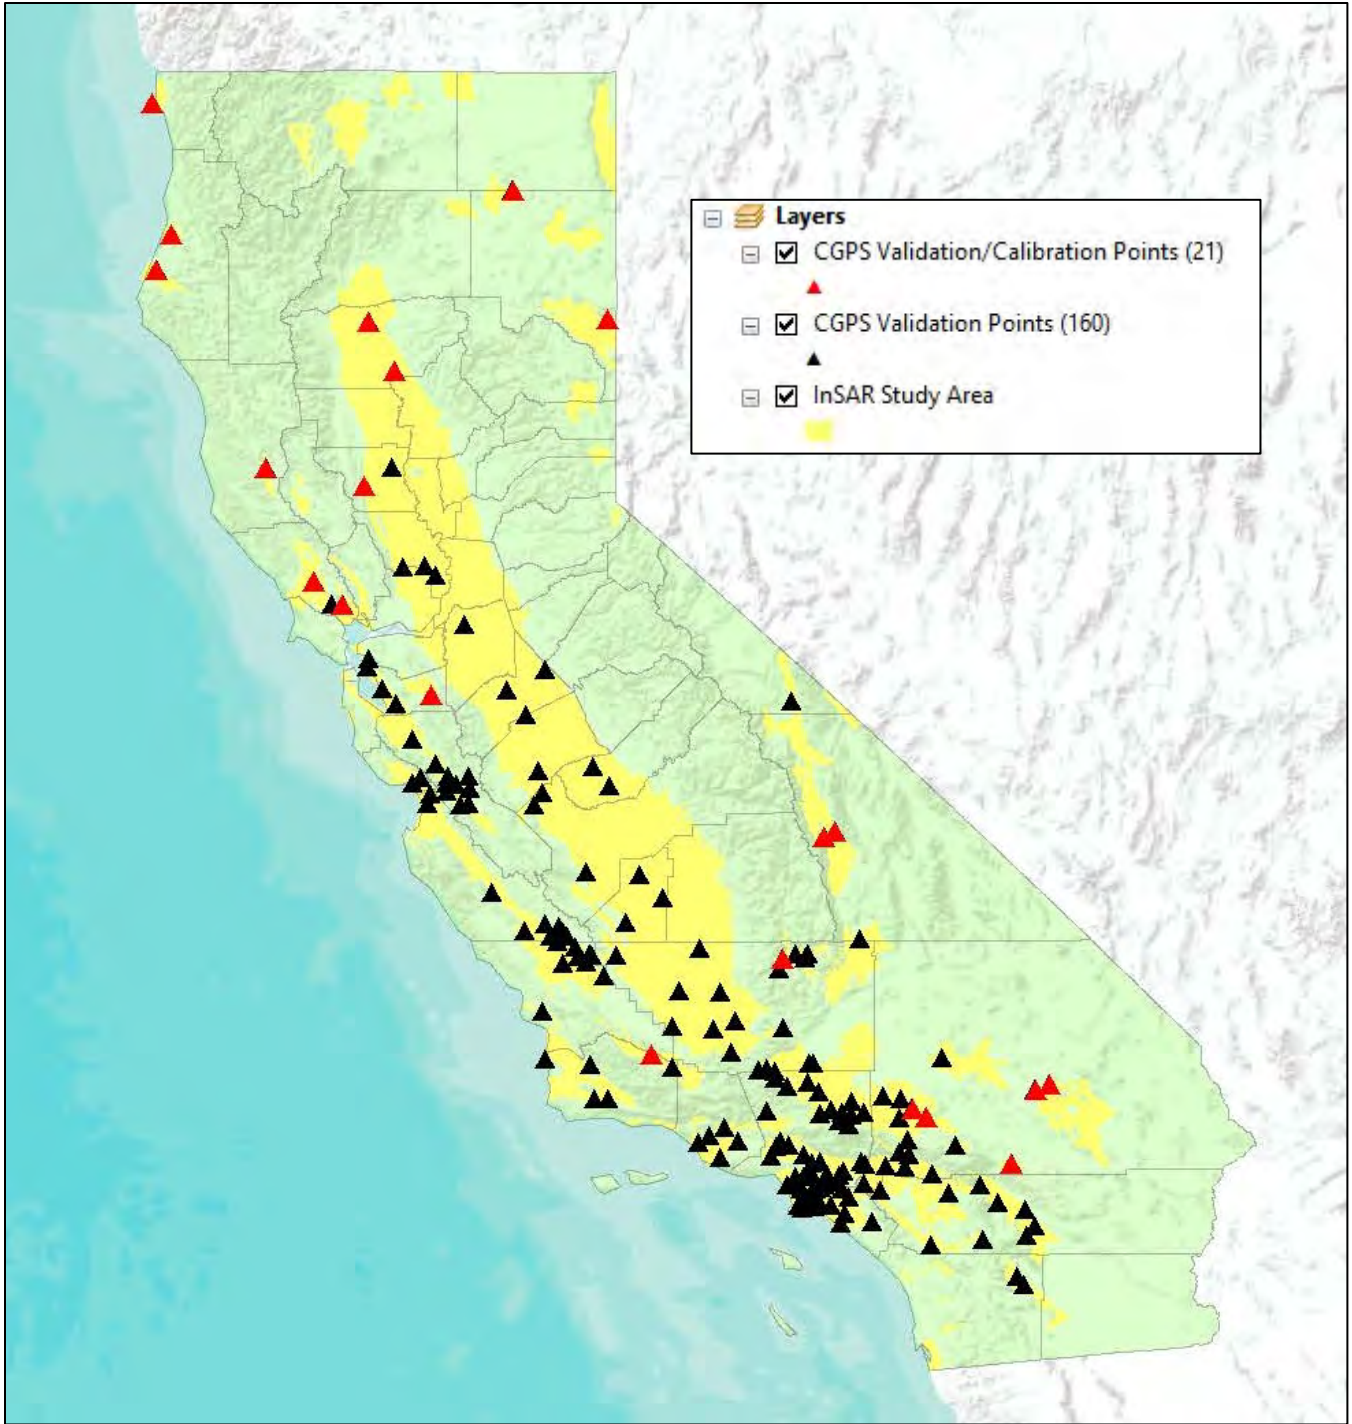 Layers
CGPS Validation/Calibration Points (21)
CGPS Validation Points (160)
InSAR Study Area